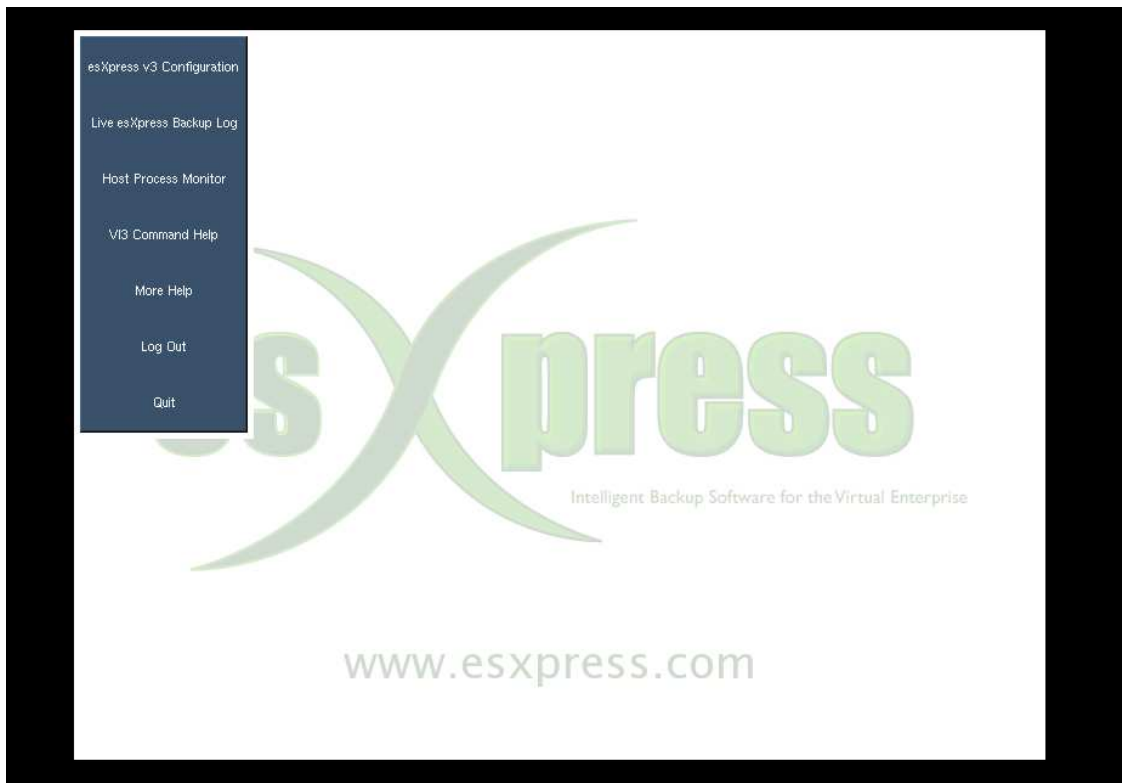 esXpress v3 Configuration
Live esXpress Backup Log
Host Process Monitor
VI3 Command Help
More Help
Log Out
Quit
esXpress
Intelligent Backup Software for the Virtual Enterprise
www.esxpress.com